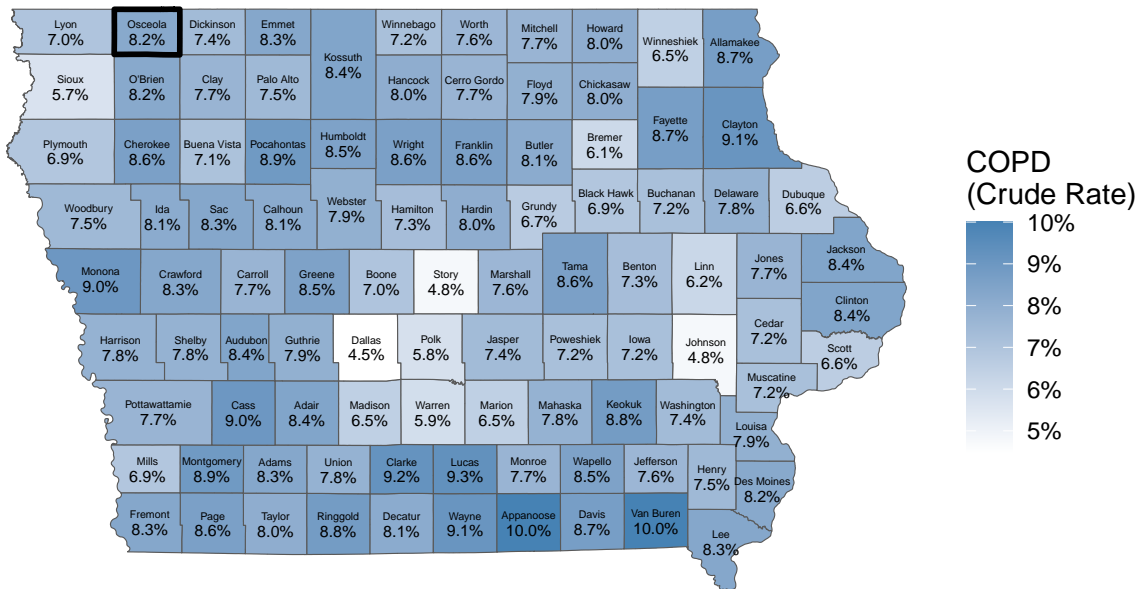 Lyon
7.0%
Osceola
8.2%
Dickinson
7.4%
Emmet
8.3%
Kossuth
8.4%
Winnebago
7.2%
Worth
7.6%
Mitchell
7.7%
Howard
8.0%
Winneshiek
6.5%
Allamakee
8.7%
Sioux
5.7%
O'Brien
8.2%
Clay
7.7%
Palo Alto
7.5%
Hancock
8.0%
Cerro Gordo
7.7%
Floyd
7.9%
Chickasaw
8.0%
Fayette
8.7%
Clayton
9.1%
Plymouth
6.9%
Cherokee
8.6%
Buena Vista
7.1%
Pocahontas
8.9%
Humboldt
8.5%
Wright
8.6%
Franklin
8.6%
Butler
8.1%
Bremer
6.1%
Woodbury
7.5%
Ida
8.1%
Sac
8.3%
Calhoun
8.1%
Webster
7.9%
Hamilton
7.3%
Hardin
8.0%
Grundy
6.7%
Black Hawk
6.9%
Buchanan
7.2%
Delaware
7.8%
Dubuque
6.6%
Monona
9.0%
Crawford
8.3%
Carroll
7.7%
Greene
8.5%
Boone
7.0%
Story
4.8%
Marshall
7.6%
Tama
8.6%
Benton
7.3%
Linn
6.2%
Jones
7.7%
Jackson
8.4%
Clinton
8.4%
Harrison
7.8%
Shelby
7.8%
Audubon
8.4%
Guthrie
7.9%
Dallas
4.5%
Polk
5.8%
Jasper
7.4%
Poweshiek
7.2%
Iowa
7.2%
Johnson
4.8%
Cedar
7.2%
Scott
6.6%
Muscatine
7.2%
Pottawattamie
7.7%
Cass
9.0%
Adair
8.4%
Madison
6.5%
Warren
5.9%
Marion
6.5%
Mahaska
7.8%
Keokuk
8.8%
Washington
7.4%
Louisa
7.9%
Mills
6.9%
Montgomery
8.9%
Adams
8.3%
Union
7.8%
Clarke
9.2%
Lucas
9.3%
Monroe
7.7%
Wapello
8.5%
Jefferson
7.6%
Henry
7.5%
Des Moines
8.2%
Fremont
8.3%
Page
8.6%
Taylor
8.0%
Ringgold
8.8%
Decatur
8.1%
Wayne
9.1%
Appanoose
10.0%
Davis
8.7%
Van Buren
10.0%
Lee
8.3%
COPD
(Crude Rate)
10%
9%
8%
7%
6%
5%